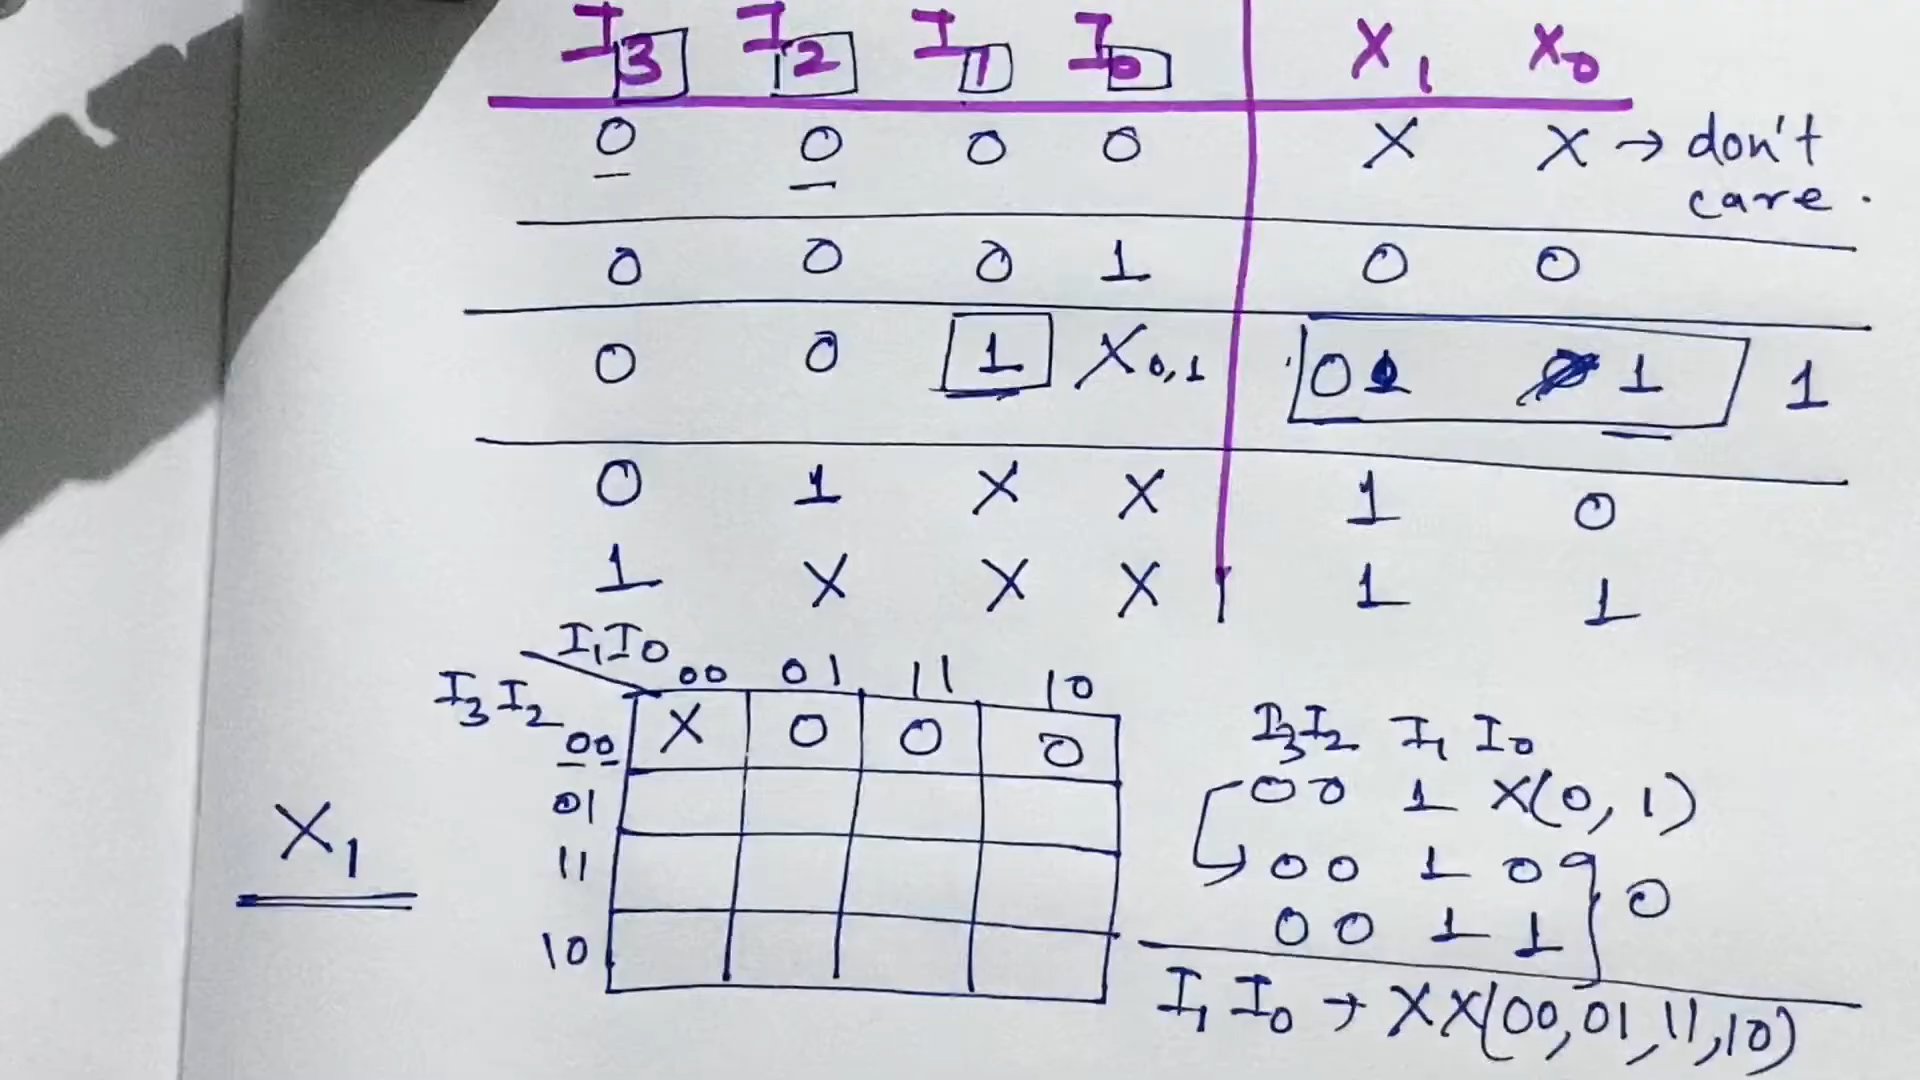 I3 I2 I1 I0 X1 X0
0 0 0 0 X X → don't
care.
0 0 0 1 0 0
0 0 1 X0,1 01 1 1
0 1 X X 1 0
1 X X X 1 1
I1I0 00 01 11 10
I3I2 00 X 0 0 0
01
11
10
X1
I3I2 I1 I0
00 1 X(0,1)
00 1 0
00 1 1 } 0
I1 I0 → XX(00,01,11,10)